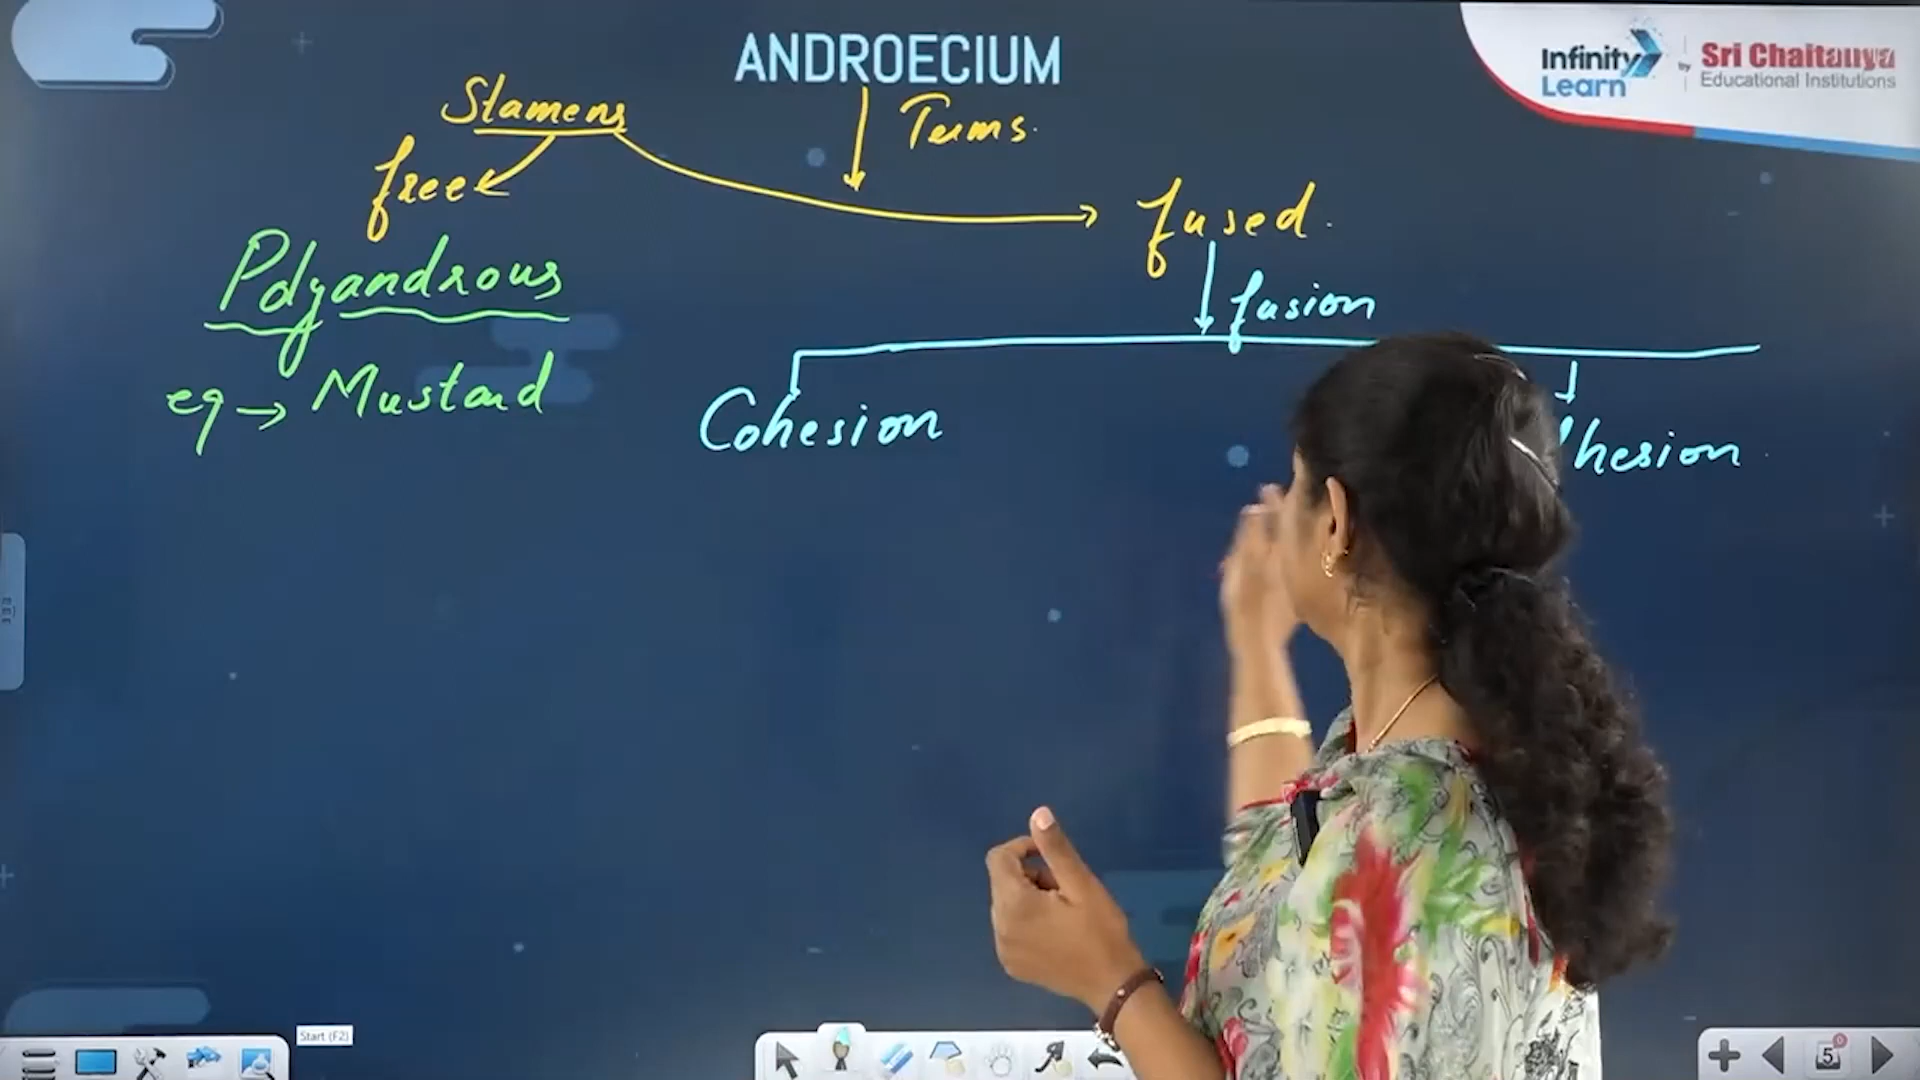 ANDROECIUM
Infinity Learn by Sri Chaitanya Educational Institutions
Stamens
Terms.
free
fused.
Polyandrous
fusion
eg → Mustard
Cohesion
hesion
Start (F2)
5